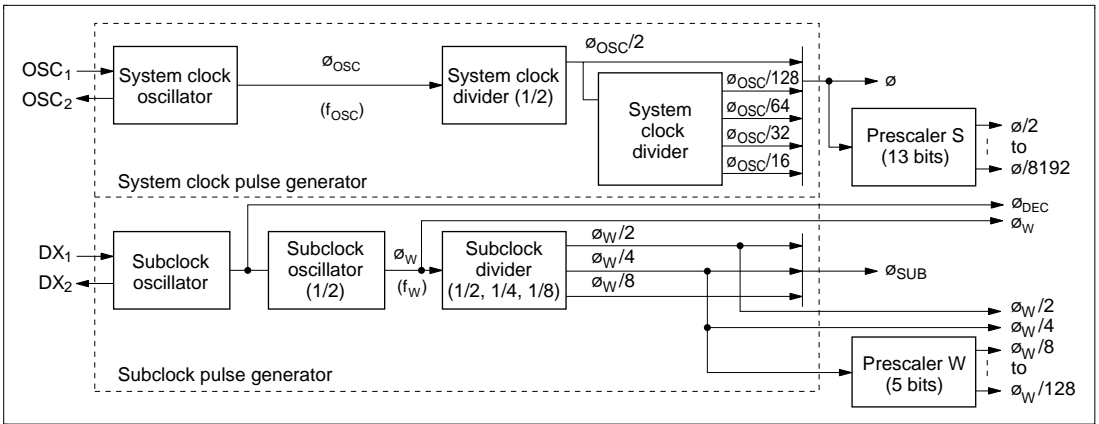 OSC1
OSC2
System clock
oscillator
øOSC
(fOSC)
System clock
divider (1/2)
øOSC/2
System
clock
divider
øOSC/128
øOSC/64
øOSC/32
øOSC/16
ø
Prescaler S
(13 bits)
ø/2
to
ø/8192
System clock pulse generator
øDEC
øW
DX1
DX2
Subclock
oscillator
Subclock
oscillator
(1/2)
øW
(fW)
Subclock
divider
(1/2, 1/4, 1/8)
øW/2
øW/4
øW/8
øSUB
øW/2
øW/4
Prescaler W
(5 bits)
øW/8
to
øW/128
Subclock pulse generator